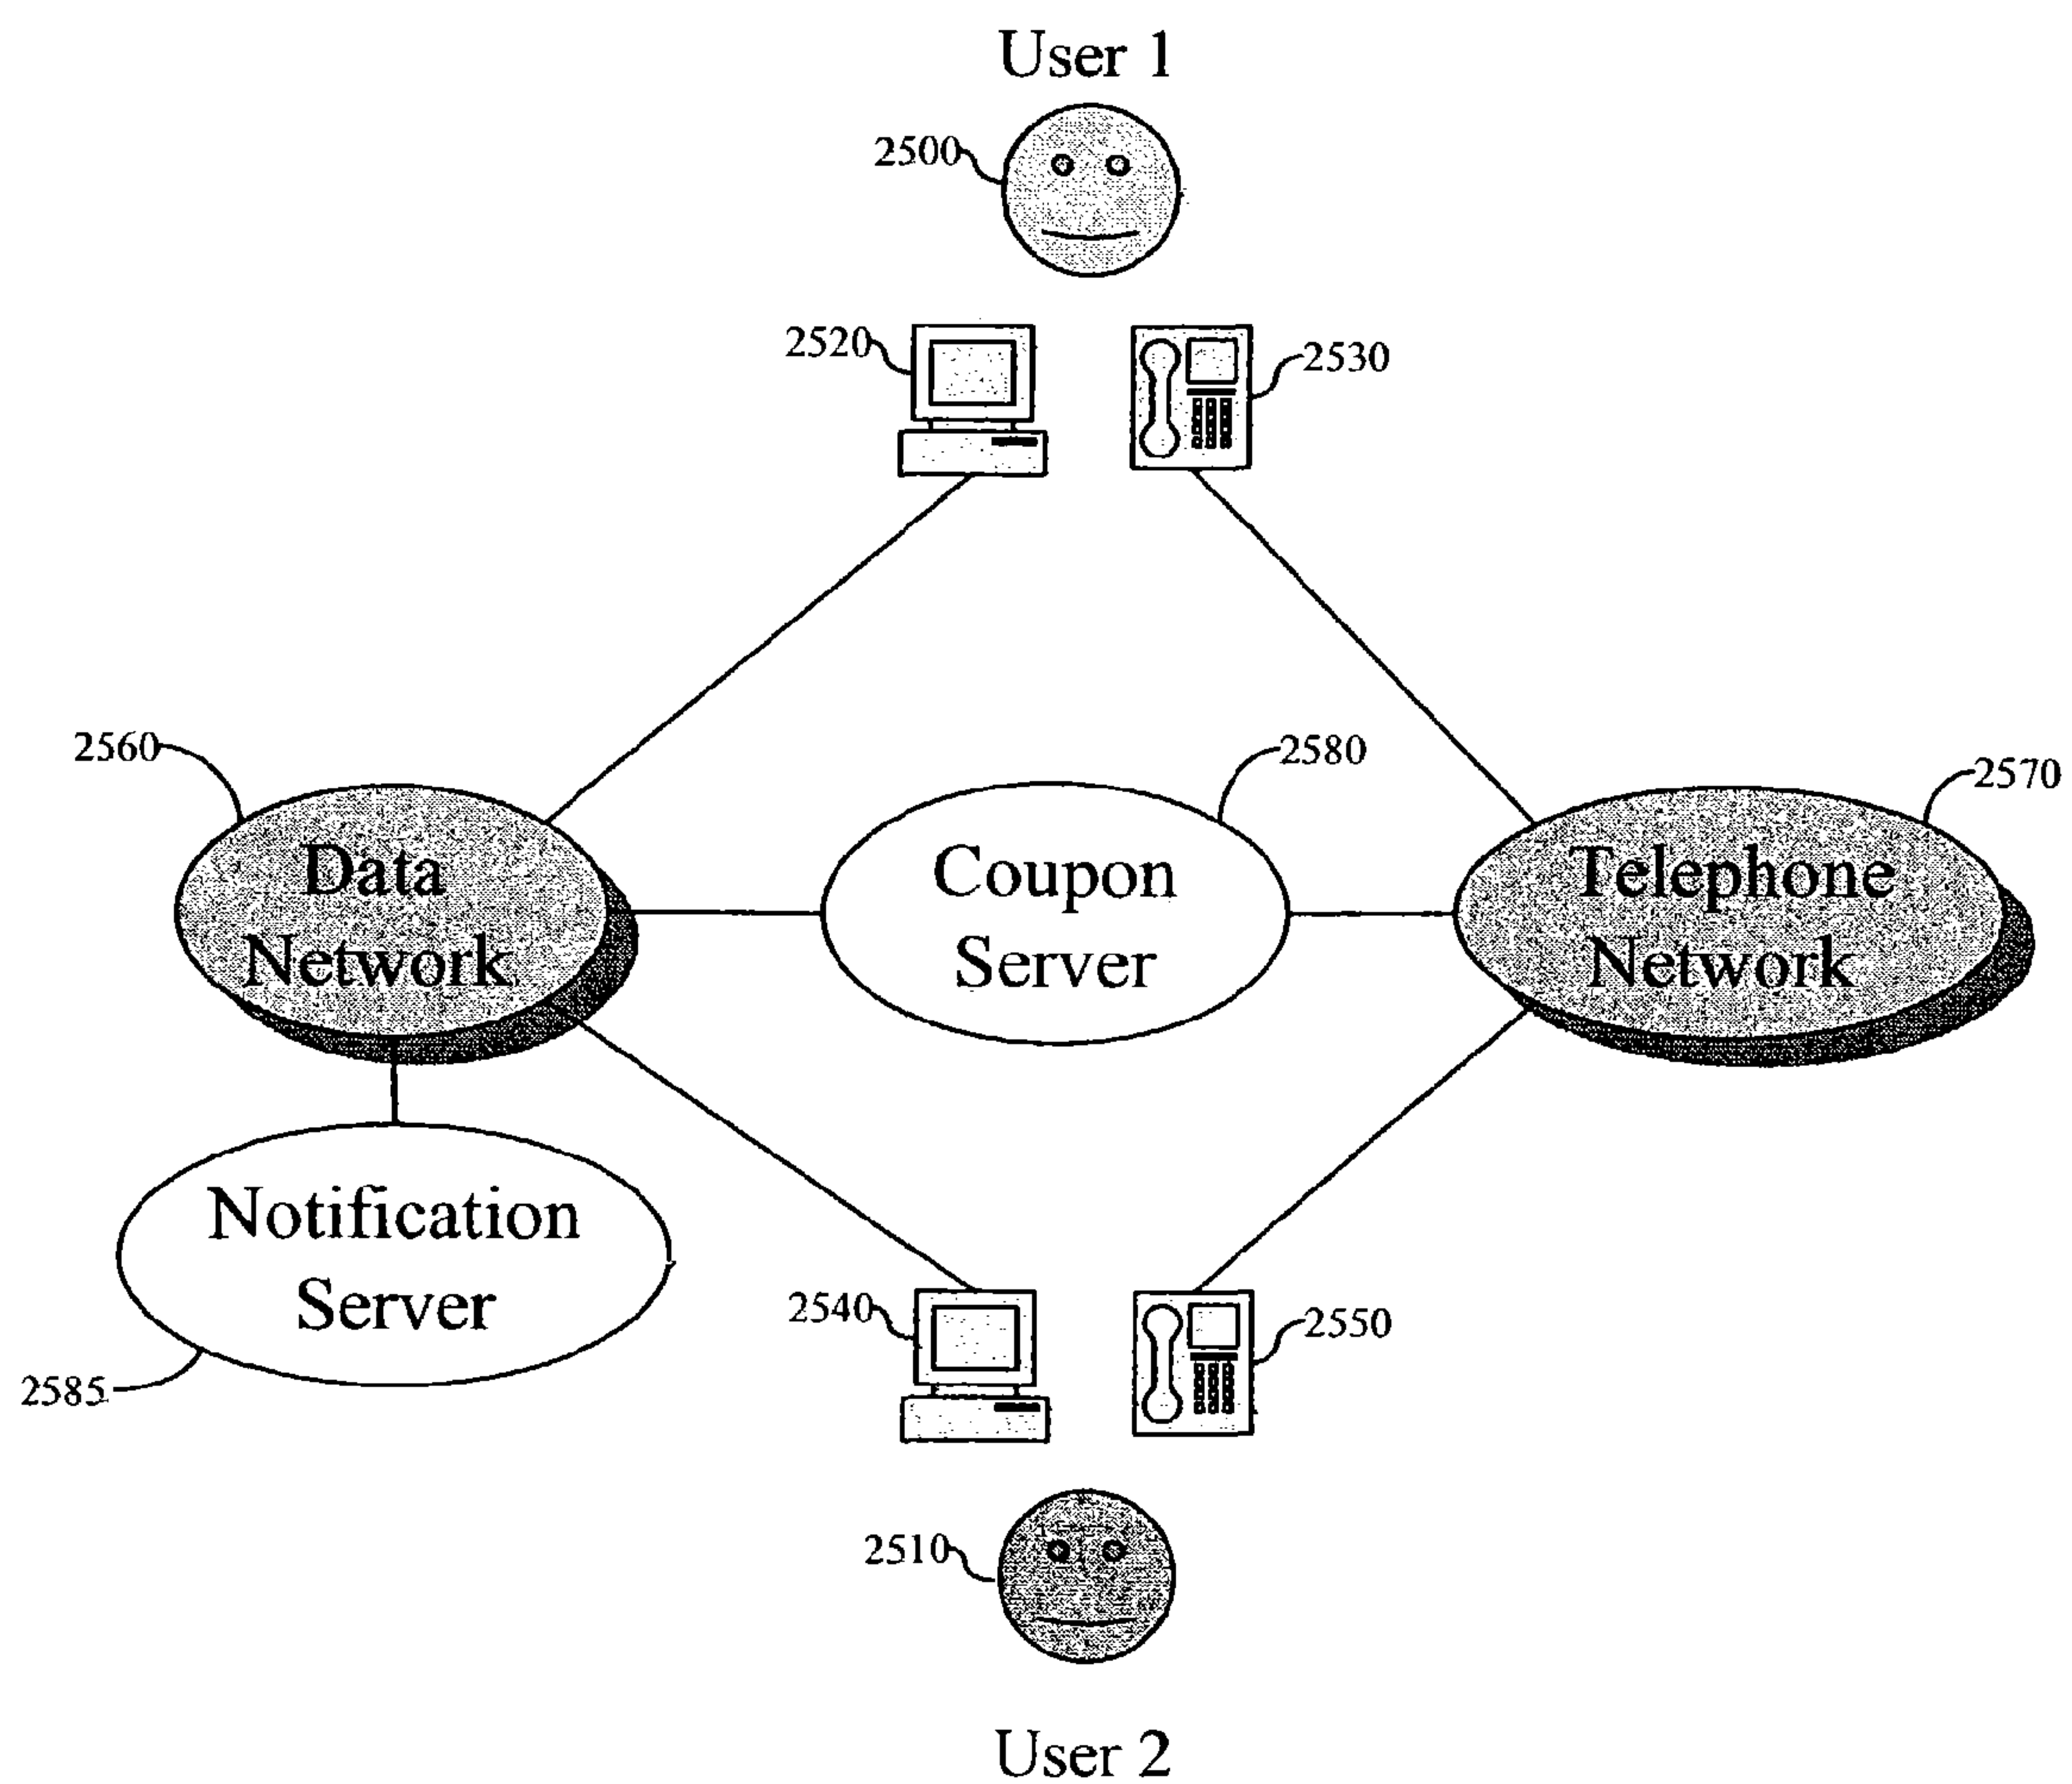 User 1
2500
2520
2530
2560
2580
2570
Data
Network
Coupon
Server
Telephone
Network
Notification
Server
2585
2540
2550
2510
User 2